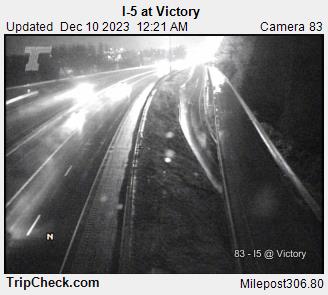 I-5 at Victory
Updated Dec 10 2023 12:21 AM Camera 83
T
N
83 - I5 @ Victory
TripCheck.com Milepost306.80